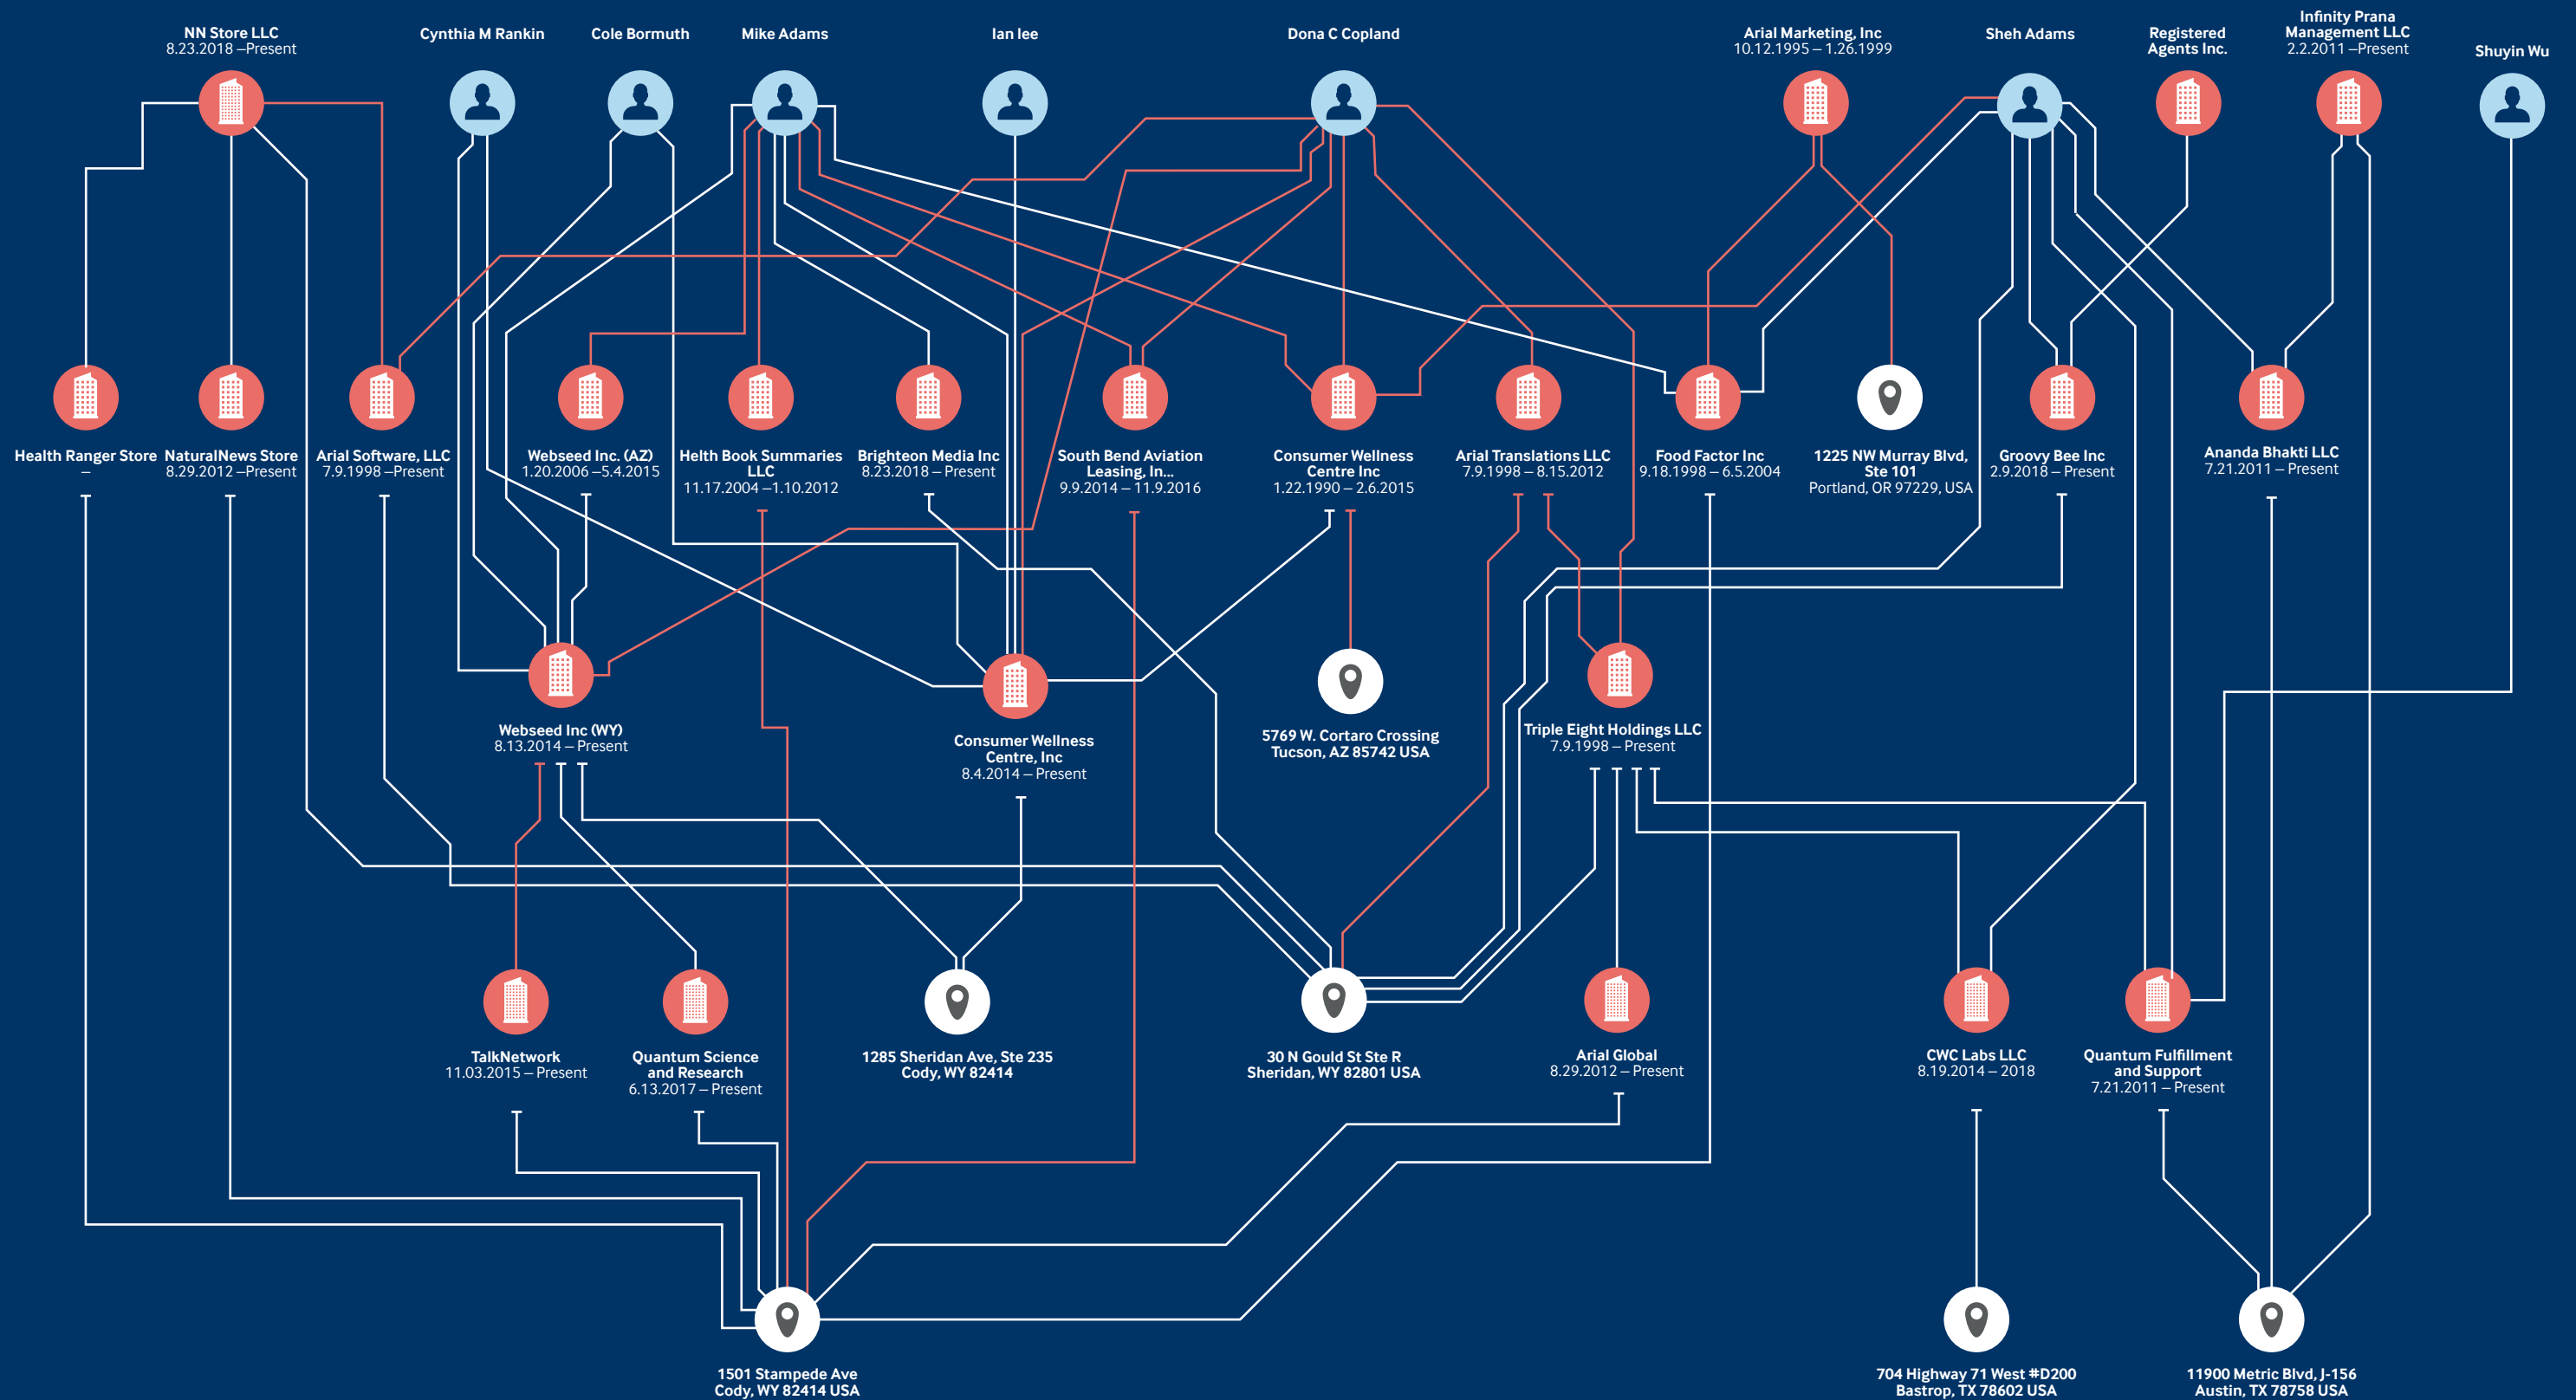 NN Store LLC
8.23.2018 –Present
Cynthia M Rankin
Cole Bormuth
Mike Adams
Ian lee
Dona C Copland
Arial Marketing, Inc
10.12.1995 – 1.26.1999
Sheh Adams
Registered
Agents Inc.
Infinity Prana
Management LLC
2.2.2011 –Present
Shuyin Wu
Health Ranger Store
–
NaturalNews Store
8.29.2012 –Present
Arial Software, LLC
7.9.1998 –Present
Webseed Inc. (AZ)
1.20.2006 –5.4.2015
Helth Book Summaries
LLC
11.17.2004 –1.10.2012
Brighteon Media Inc
8.23.2018 – Present
South Bend Aviation
Leasing, In...
9.9.2014 – 11.9.2016
Consumer Wellness
Centre Inc
1.22.1990 – 2.6.2015
Arial Translations LLC
7.9.1998 – 8.15.2012
Food Factor Inc
9.18.1998 – 6.5.2004
1225 NW Murray Blvd,
Ste 101
Portland, OR 97229, USA
Groovy Bee Inc
2.9.2018 – Present
Ananda Bhakti LLC
7.21.2011 – Present
Webseed Inc (WY)
8.13.2014 – Present
Consumer Wellness
Centre, Inc
8.4.2014 – Present
5769 W. Cortaro Crossing
Tucson, AZ 85742 USA
Triple Eight Holdings LLC
7.9.1998 – Present
TalkNetwork
11.03.2015 – Present
Quantum Science
and Research
6.13.2017 – Present
1285 Sheridan Ave, Ste 235
Cody, WY 82414
30 N Gould St Ste R
Sheridan, WY 82801 USA
Arial Global
8.29.2012 – Present
CWC Labs LLC
8.19.2014 – 2018
Quantum Fulfillment
and Support
7.21.2011 – Present
1501 Stampede Ave
Cody, WY 82414 USA
704 Highway 71 West #D200
Bastrop, TX 78602 USA
11900 Metric Blvd, J-156
Austin, TX 78758 USA